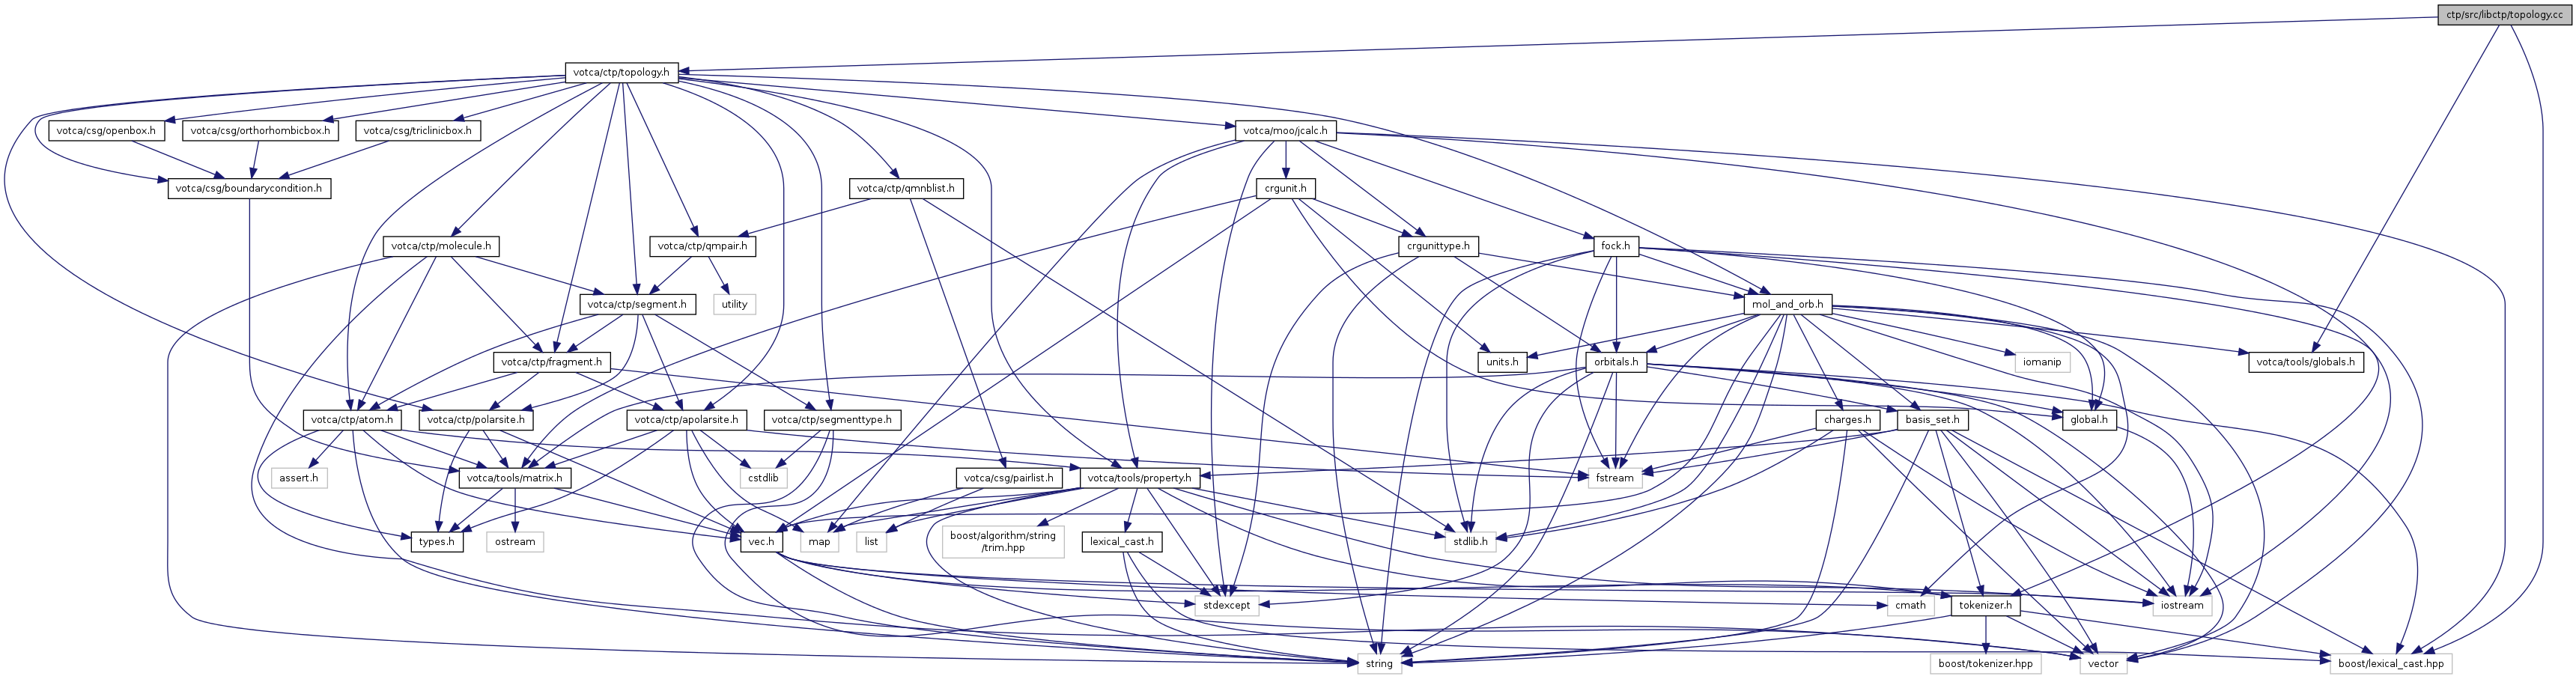 ctp/src/libctp/topology.cc
votca/ctp/topology.h
votca/csg/openbox.h
votca/csg/orthorhombicbox.h
votca/csg/triclinicbox.h
votca/moo/jcalc.h
votca/csg/boundarycondition.h
votca/ctp/qmnblist.h
crgunit.h
votca/ctp/molecule.h
votca/ctp/qmpair.h
crgunittype.h
fock.h
votca/ctp/segment.h
utility
mol_and_orb.h
votca/ctp/fragment.h
units.h
orbitals.h
iomanip
votca/tools/globals.h
votca/ctp/atom.h
votca/ctp/polarsite.h
votca/ctp/apolarsite.h
votca/ctp/segmenttype.h
charges.h
basis_set.h
global.h
assert.h
votca/tools/matrix.h
cstdlib
votca/csg/pairlist.h
votca/tools/property.h
fstream
types.h
ostream
vec.h
map
list
boost/algorithm/string
/trim.hpp
lexical_cast.h
stdlib.h
stdexcept
cmath
tokenizer.h
iostream
string
boost/tokenizer.hpp
vector
boost/lexical_cast.hpp